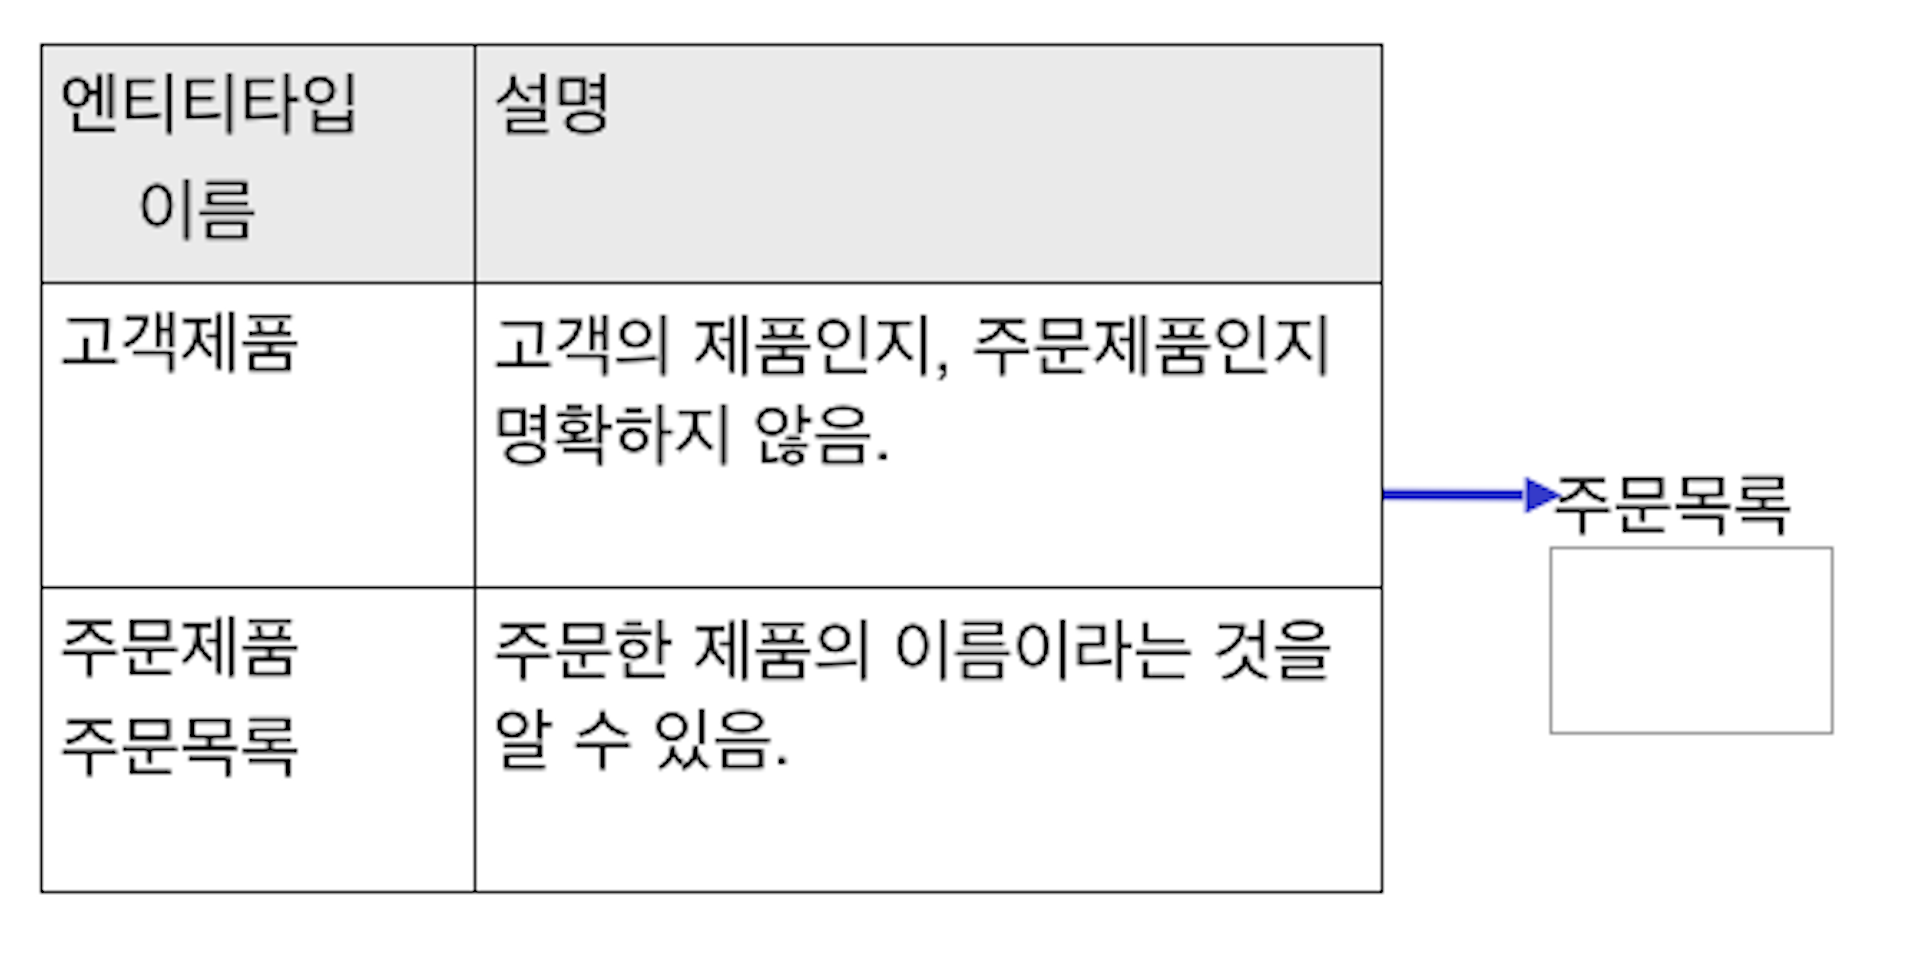 엔티티타입
이름
설명
고객제품
고객의 제품인지, 주문제품인지
명확하지 않음.
주문제품
주문목록
주문한 제품의 이름이라는 것을
알 수 있음.
주문목록